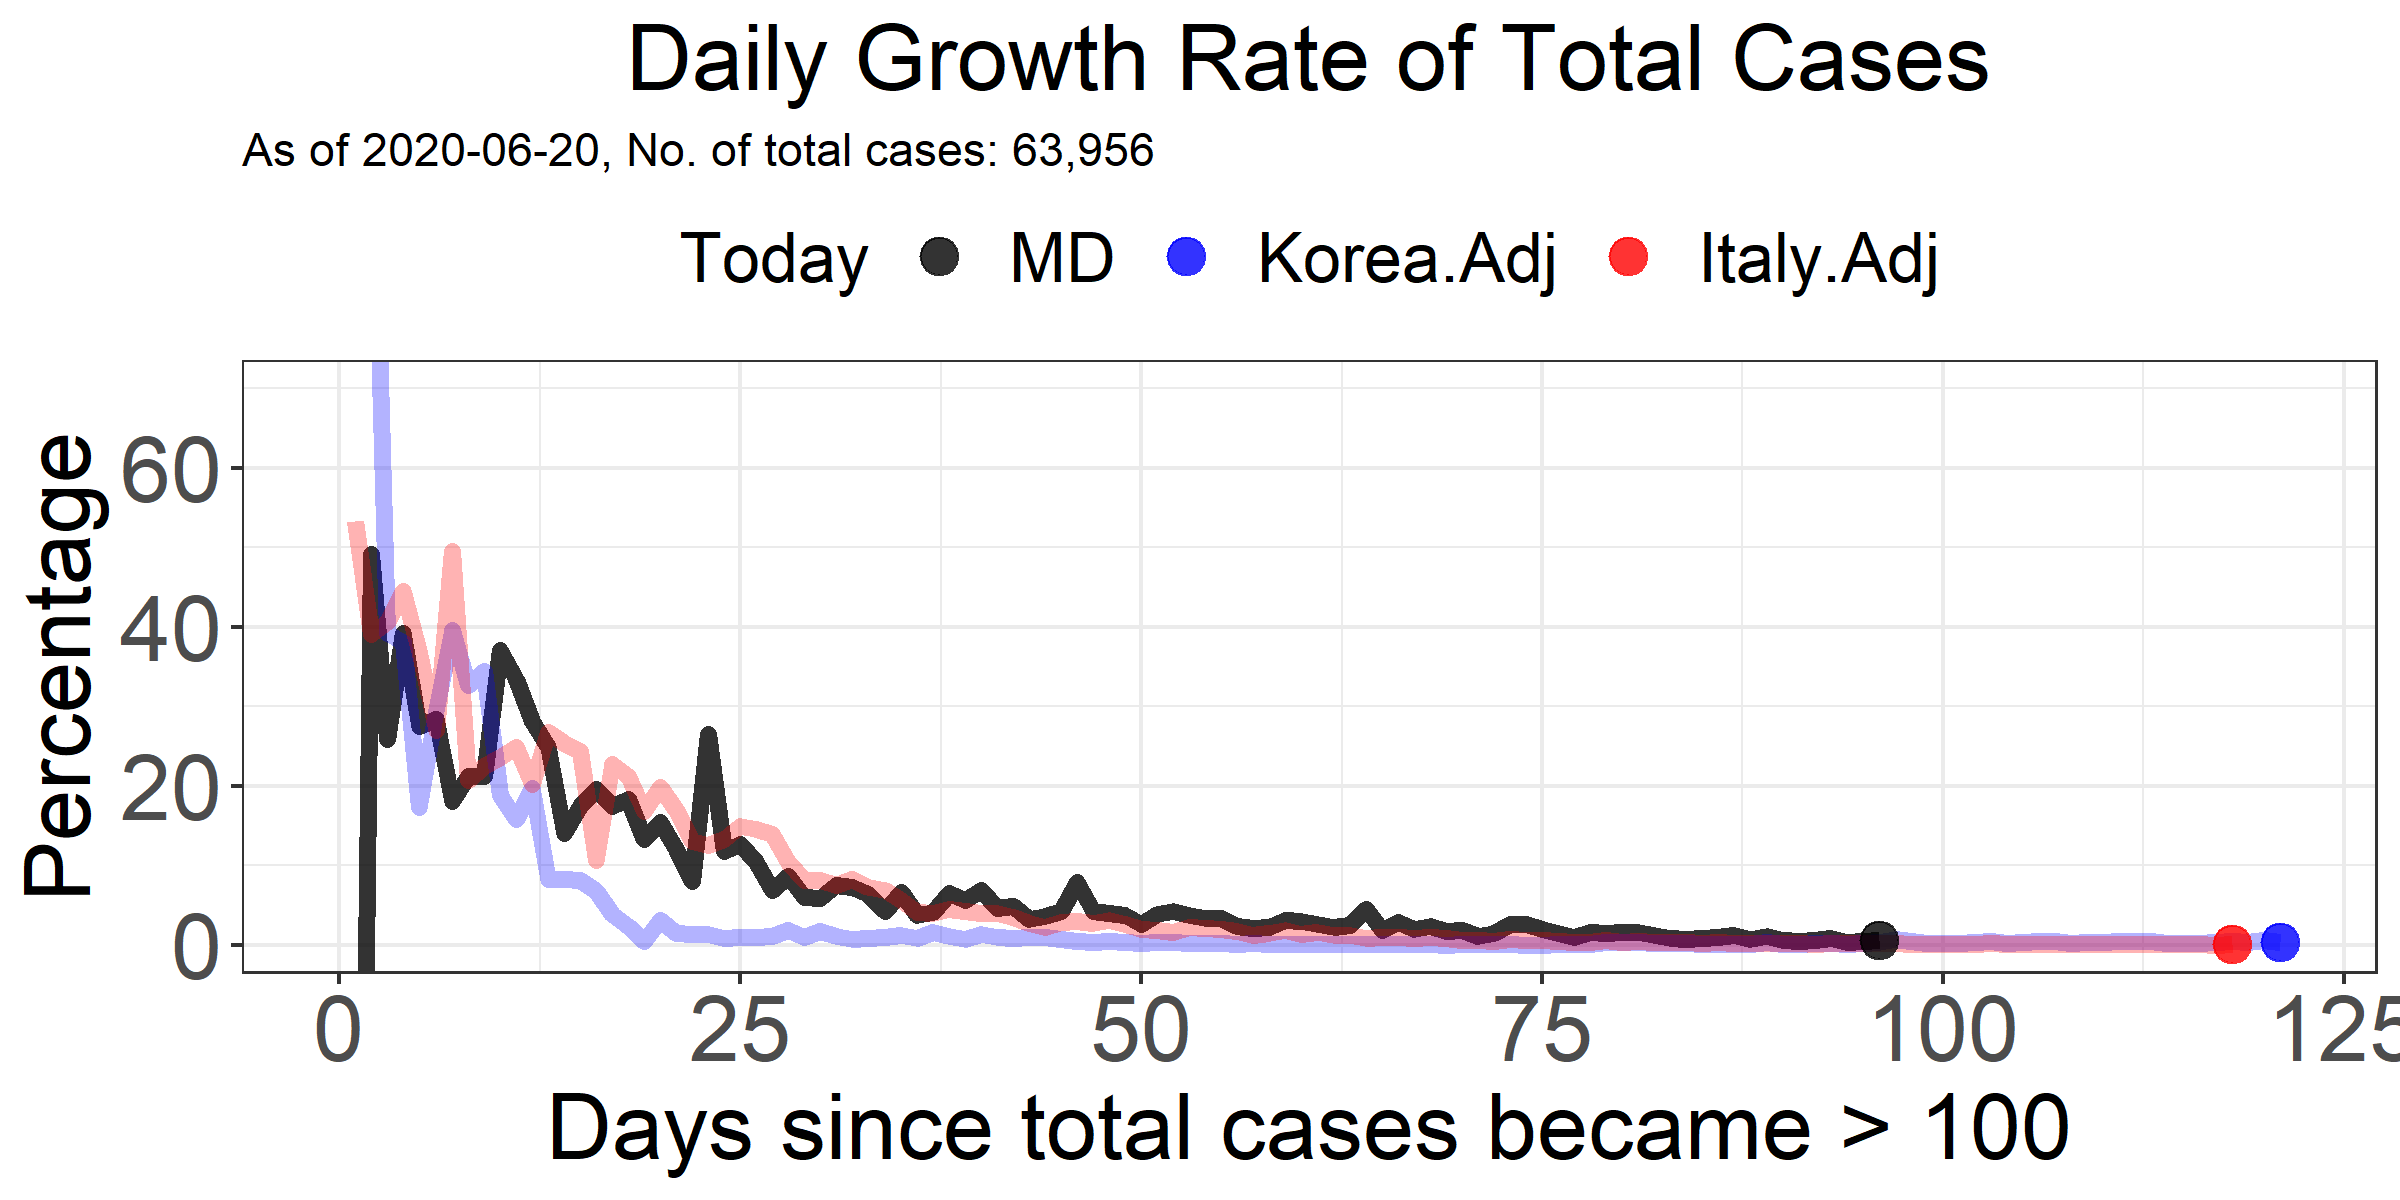 Daily Growth Rate of Total Cases
As of 2020-06-20, No. of total cases: 63,956
Today MD Korea.Adj Italy.Adj
Percentage
60
40
20
0
0 25 50 75 100 125
Days since total cases became > 100